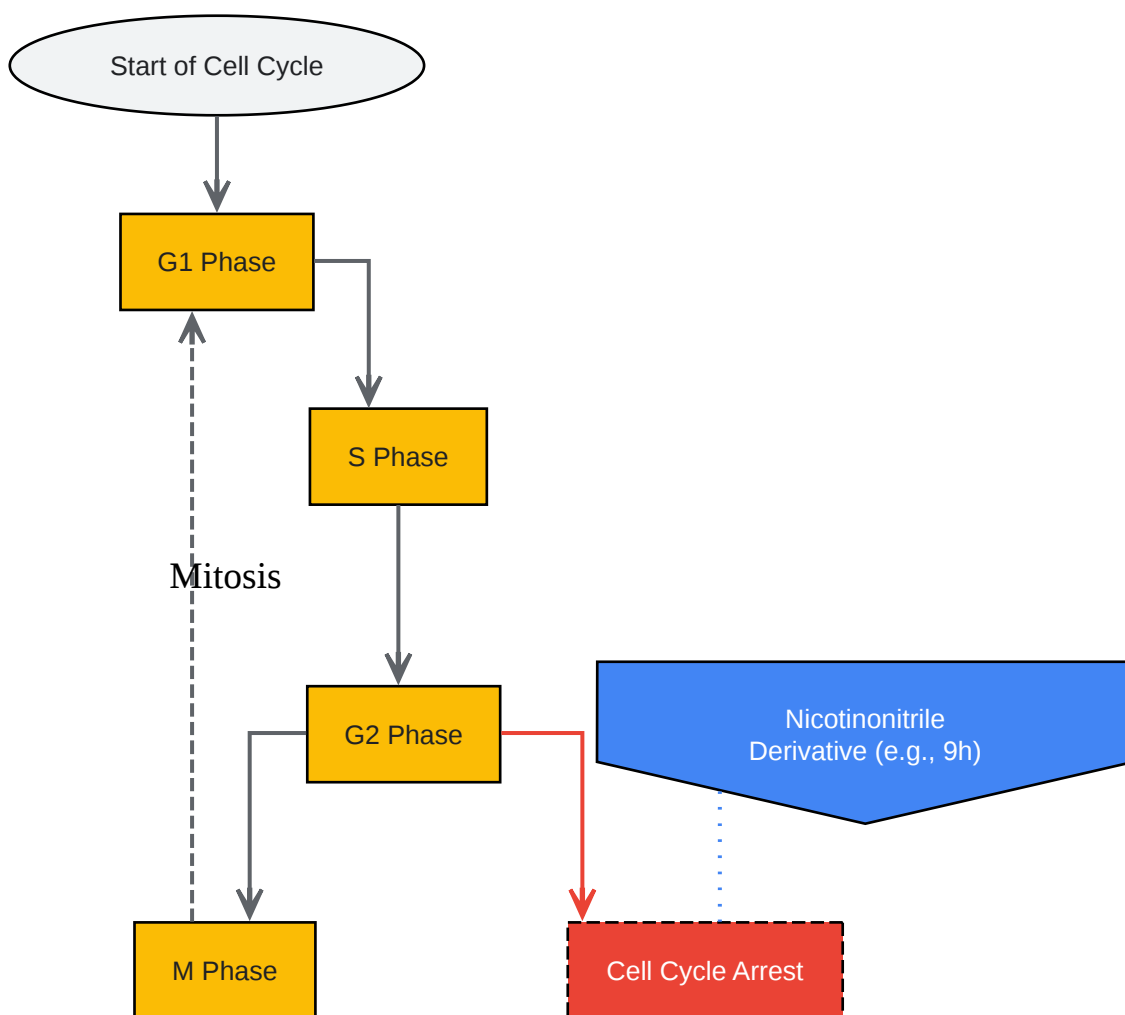 Start of Cell Cycle
G1 Phase
S Phase
Mitosis
G2 Phase
Nicotinonitrile
Derivative (e.g., 9h)
M Phase
Cell Cycle Arrest